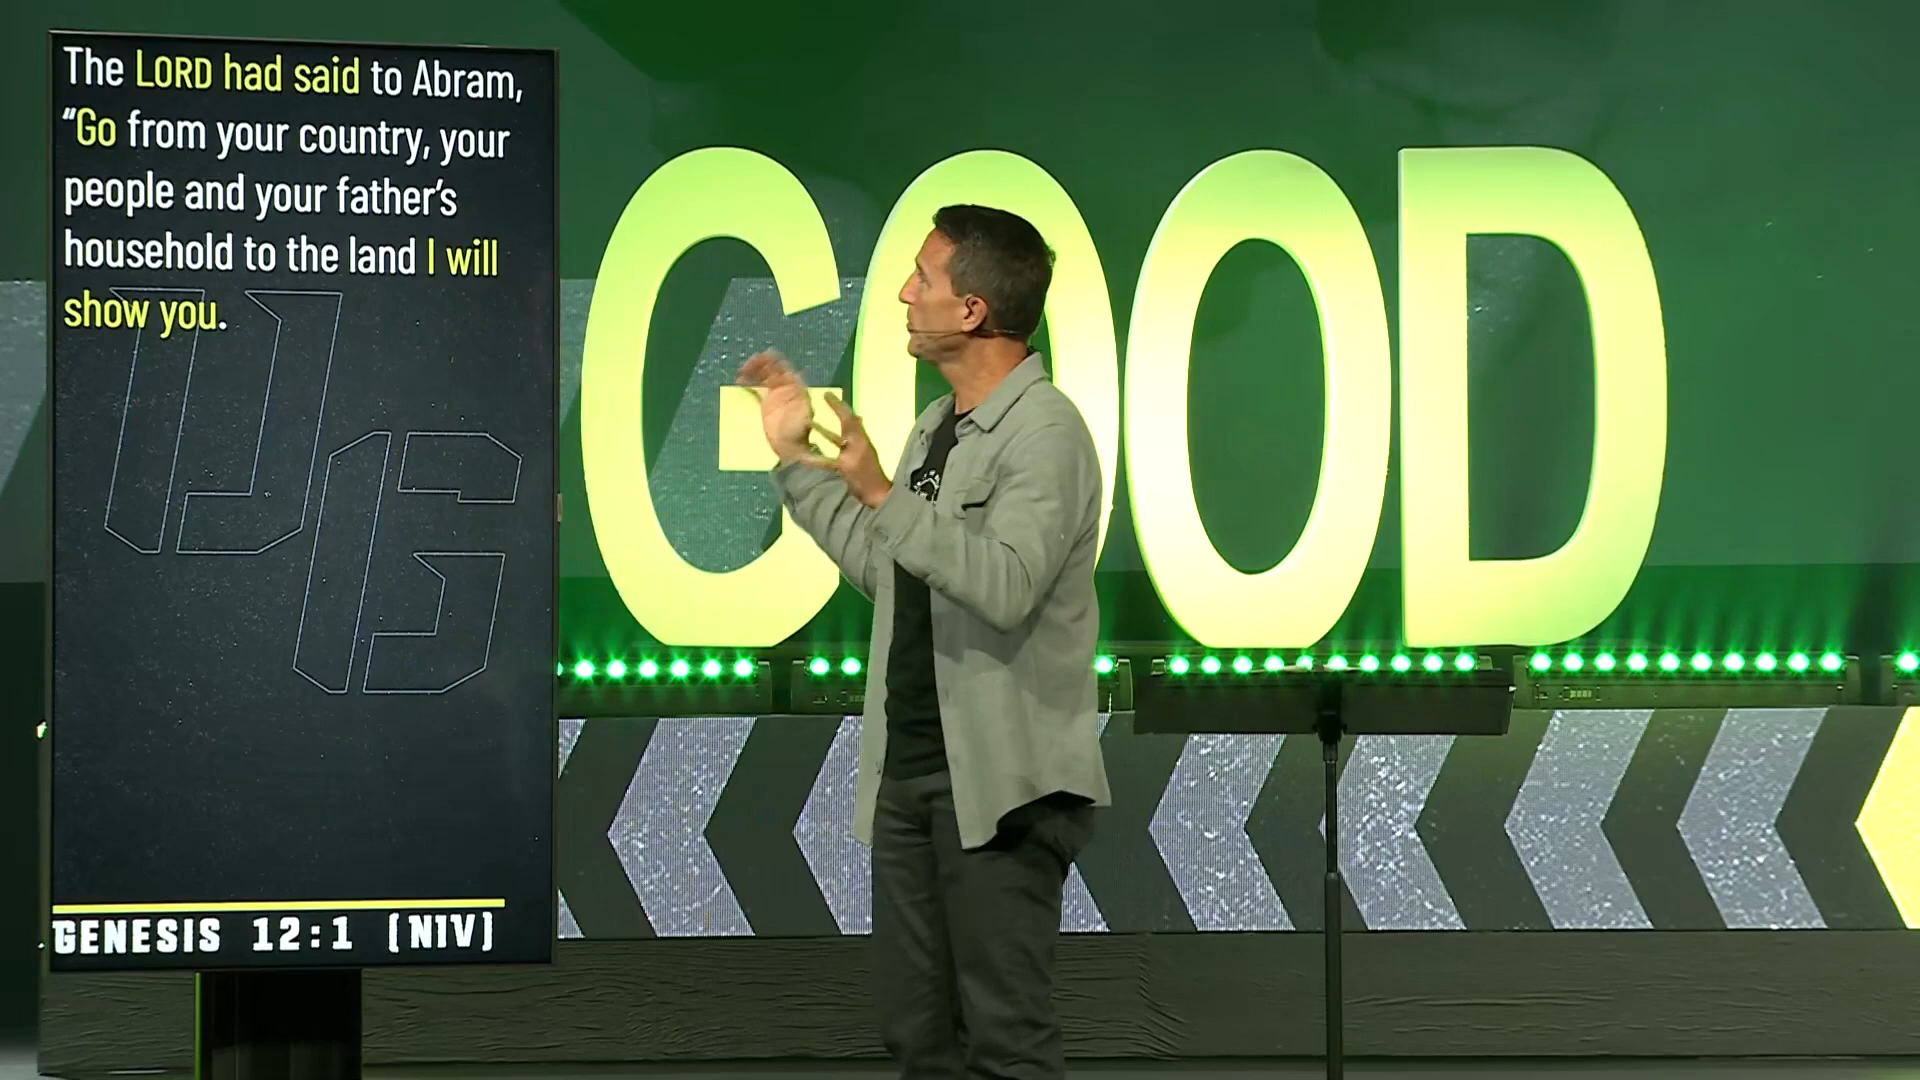 The LORD had said to Abram,
“Go from your country, your
people and your father’s
household to the land I will
show you.
GENESIS 12:1 (NIV)
GOOD
UG